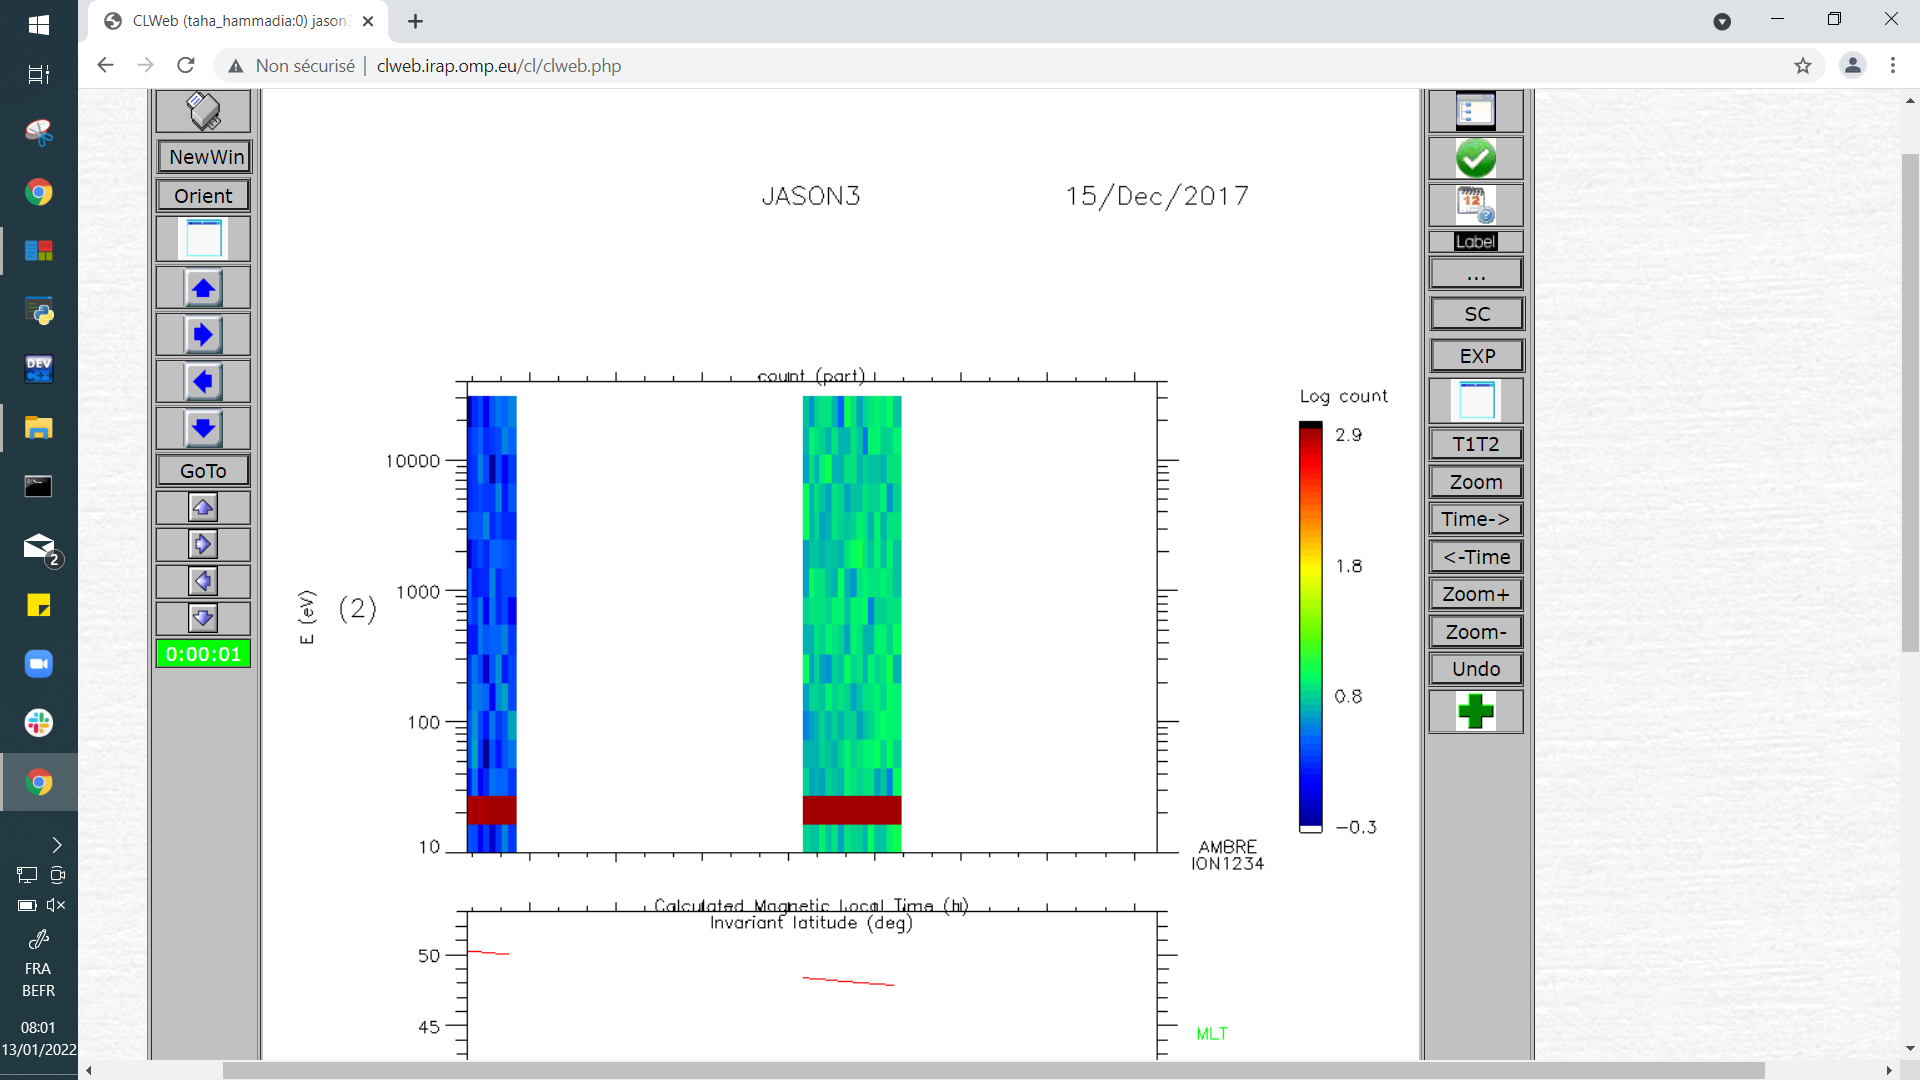 CLWeb (taha_hammadia:0) jason3
Non sécurisé
clweb.irap.omp.eu/cl/clweb.php
NewWin
Orient
GoTo
0:00:01
JASON3 15/Dec/2017
count (part)
10000
1000
100
10
E (eV)
(2)
Log count
2.9
1.8
0.8
-0.3
AMBRE
ION1234
Calculated Magnetic Local Time (h)
Invariant latitude (deg)
50
45
MLT
12
Label
...
SC
EXP
T1T2
Zoom
Time->
<-Time
Zoom+
Zoom-
Undo
DEV
C++
2
FRA
BEFR
08:01
13/01/2022